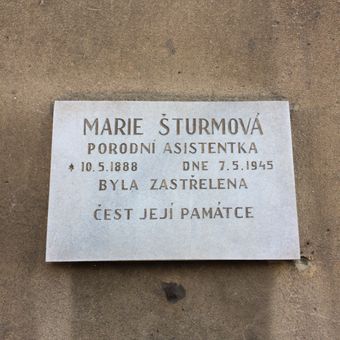 MARIE ŠTURMOVÁ
PORODNÍ ASISTENTKA
* 10.5.1888 DNE 7.5.1945
BYLA ZASTŘELENA
ČEST JEJÍ PAMÁTCE